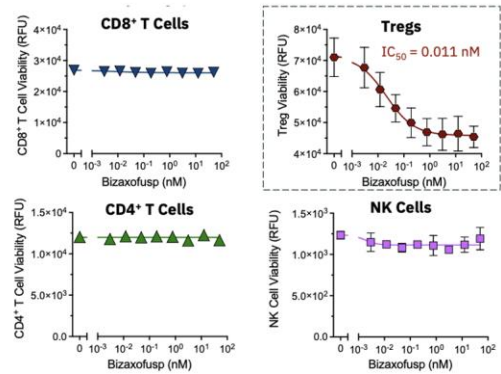 CD8⁺ T Cells
CD8⁺ T Cell Viability (RFU)
4×10⁴
3×10⁴
2×10⁴
1×10⁴
0
0 10⁻³ 10⁻² 10⁻¹ 10⁰ 10¹ 10²
Bizaxofusp (nM)
Tregs
IC₅₀ = 0.011 nM
Treg Cell Viability (RFU)
8×10⁴
7×10⁴
6×10⁴
5×10⁴
4×10⁴
0 10⁻³ 10⁻² 10⁻¹ 10⁰ 10¹ 10²
Bizaxofusp (nM)
CD4⁺ T Cells
CD4⁺ T Cell Viability (RFU)
1.5×10⁴
1.0×10⁴
5.0×10³
0.0
0 10⁻³ 10⁻² 10⁻¹ 10⁰ 10¹ 10²
Bizaxofusp (nM)
NK Cells
NK Cell Viability (RFU)
1.5×10³
1.0×10³
5.0×10²
0.0
0 10⁻³ 10⁻² 10⁻¹ 10⁰ 10¹ 10²
Bizaxofusp (nM)